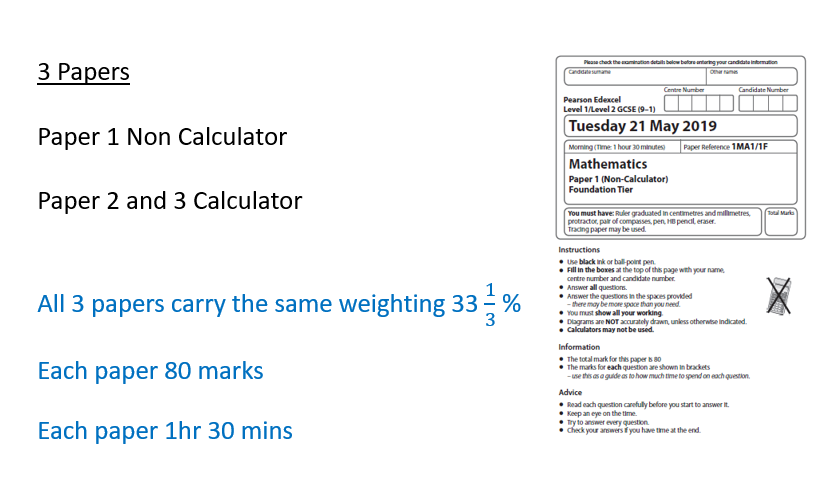 3 Papers
Paper 1 Non Calculator
Paper 2 and 3 Calculator
All 3 papers carry the same weighting 33 1/3 %
Each paper 80 marks
Each paper 1hr 30 mins
Please check the examination details below before entering your candidate information
Candidate surname
Other names
Centre Number
Candidate Number
Pearson Edexcel
Level 1/Level 2 GCSE (9–1)
Tuesday 21 May 2019
Morning (Time: 1 hour 30 minutes)
Paper Reference 1MA1/1F
Mathematics
Paper 1 (Non-Calculator)
Foundation Tier
You must have: Ruler graduated in centimetres and millimetres,
protractor, pair of compasses, pen, HB pencil, eraser.
Tracing paper may be used.
Total Marks
Instructions
● Use black ink or ball-point pen.
● Fill in the boxes at the top of this page with your name,
centre number and candidate number.
● Answer all questions.
● Answer the questions in the spaces provided
– there may be more space than you need.
● You must show all your working.
● Diagrams are NOT accurately drawn, unless otherwise indicated.
● Calculators may not be used.
Information
● The total mark for this paper is 80
● The marks for each question are shown in brackets
– use this as a guide as to how much time to spend on each question.
Advice
● Read each question carefully before you start to answer it.
● Keep an eye on the time.
● Try to answer every question.
● Check your answers if you have time at the end.